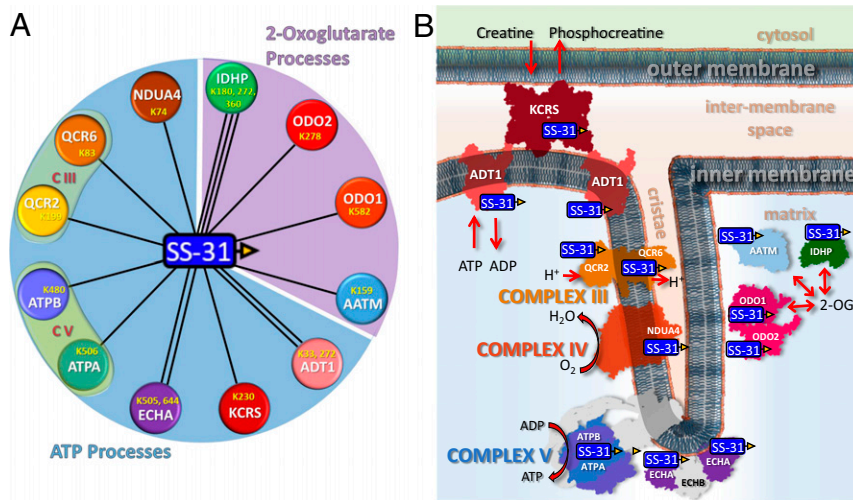 A
2-Oxoglutarate
Processes
IDHP
K180, 272,
360
NDUA4
K74
ODO2
K278
QCR6
K83
C III
ODO1
K582
QCR2
K199
SS-31
ATPB
K480
AATM
K159
C V
K506
ATPA
K33, 272
ADT1
K505, 644
ECHA
K230
KCRS
ATP Processes
B
Creatine
Phosphocreatine
cytosol
outer membrane
KCRS
SS-31
inter-membrane
space
ADT1
SS-31
ADT1
SS-31
inner membrane
cristae
matrix
ATP
ADP
SS-31
QCR2
QCR6
SS-31
H+
H+
COMPLEX III
SS-31
AATM
SS-31
IDHP
2-OG
ODO1
SS-31
ODO2
SS-31
H2O
NDUA4
SS-31
COMPLEX IV
O2
ADP
COMPLEX V
ATP
ATPB
SS-31
ATPA
SS-31
ECHA
ECHB
SS-31
ECHA